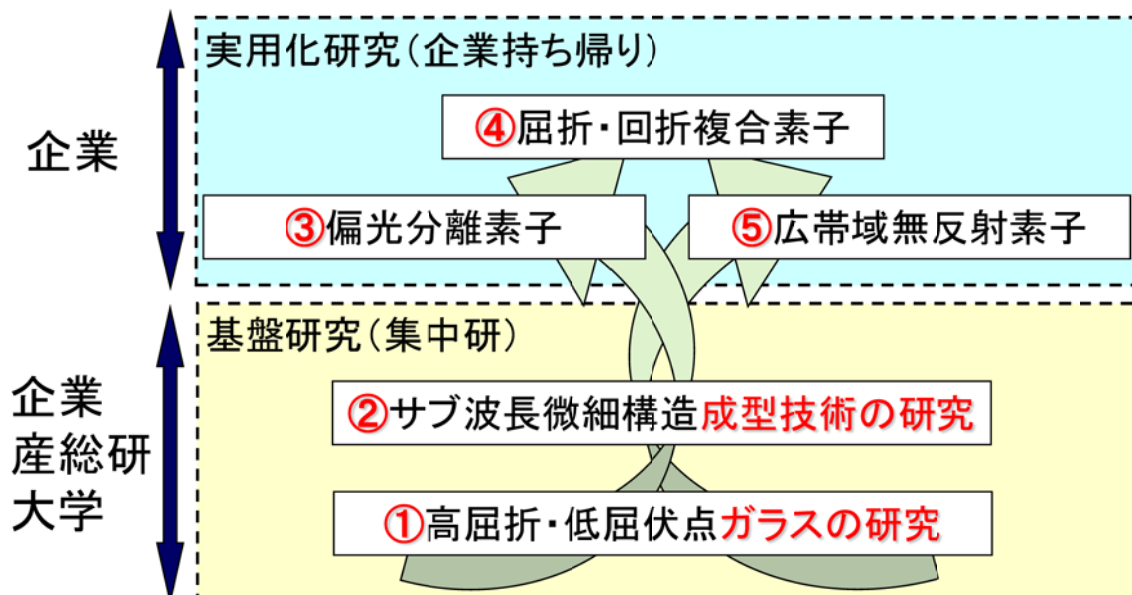 実用化研究(企業持ち帰り)
企業
④屈折・回折複合素子
③偏光分離素子
⑤広帯域無反射素子
基盤研究(集中研)
企業
産総研
大学
②サブ波長微細構造成型技術の研究
①高屈折・低屈伏点ガラスの研究